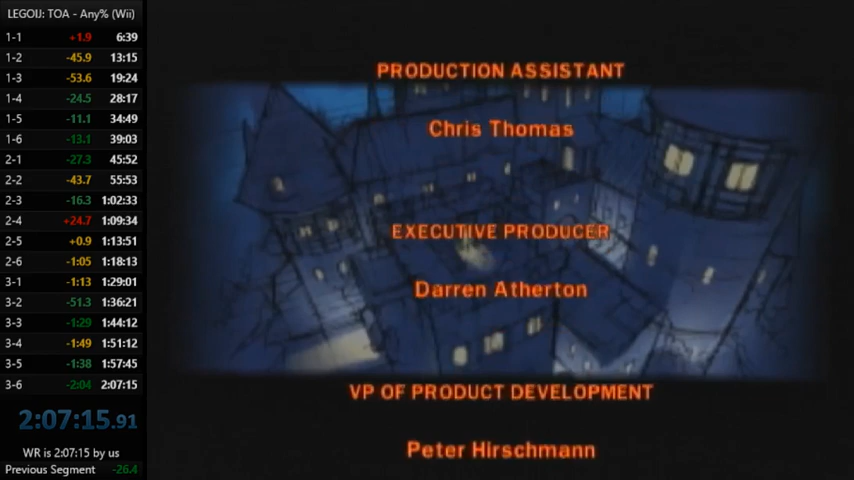 LEGOIJ: TOA - Any% (Wii)
1-1 +1.9 6:39
1-2 -45.9 13:15
1-3 -53.6 19:24
1-4 -24.5 28:17
1-5 -11.1 34:49
1-6 -13.1 39:03
2-1 -27.3 45:52
2-2 -43.7 55:53
2-3 -16.3 1:02:33
2-4 +24.7 1:09:34
2-5 +0.9 1:13:51
2-6 -1:05 1:18:13
3-1 -1:13 1:29:01
3-2 -51.3 1:36:21
3-3 -1:29 1:44:12
3-4 -1:49 1:51:12
3-5 -1:38 1:57:45
3-6 -2:04 2:07:15
2:07:15.91
WR is 2:07:15 by us
Previous Segment -26.4
PRODUCTION ASSISTANT
Chris Thomas
EXECUTIVE PRODUCER
Darren Atherton
VP OF PRODUCT DEVELOPMENT
Peter Hirschmann